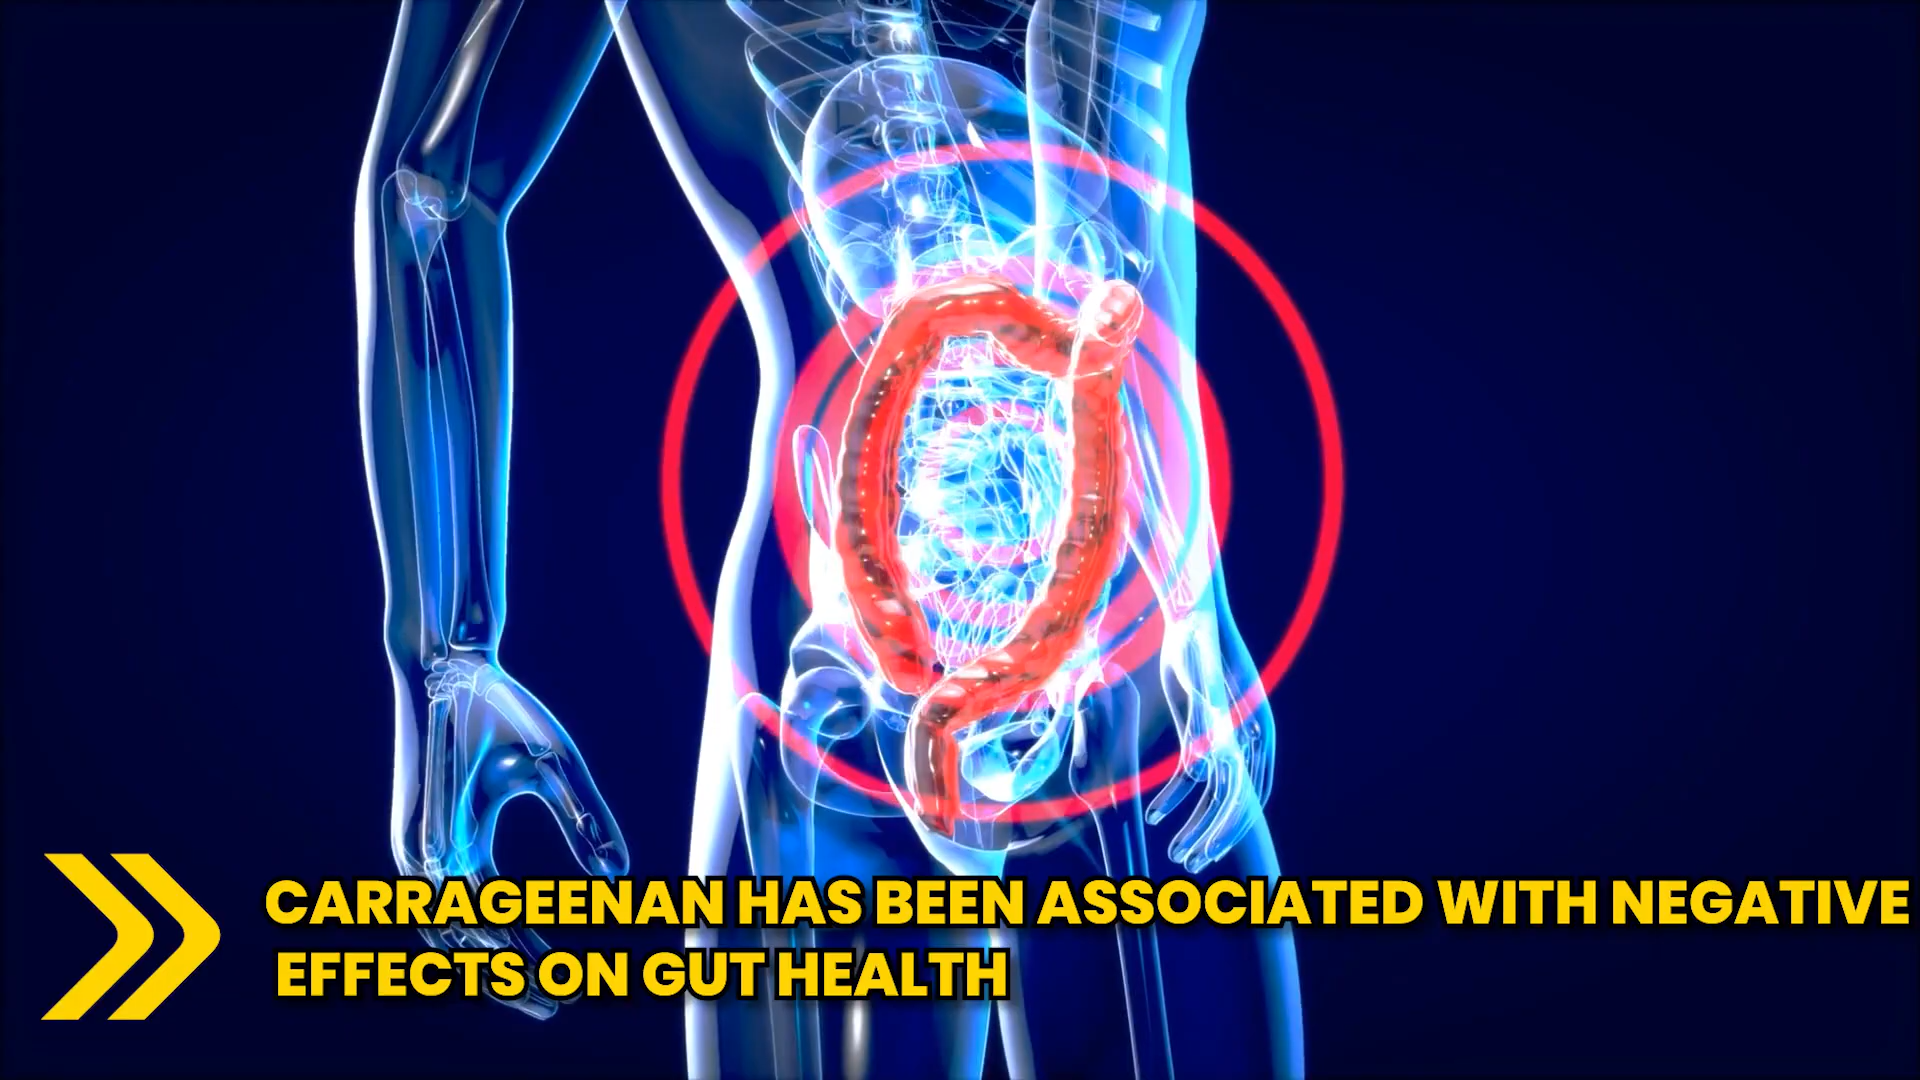 CARRAGEENAN HAS BEEN ASSOCIATED WITH NEGATIVE
EFFECTS ON GUT HEALTH